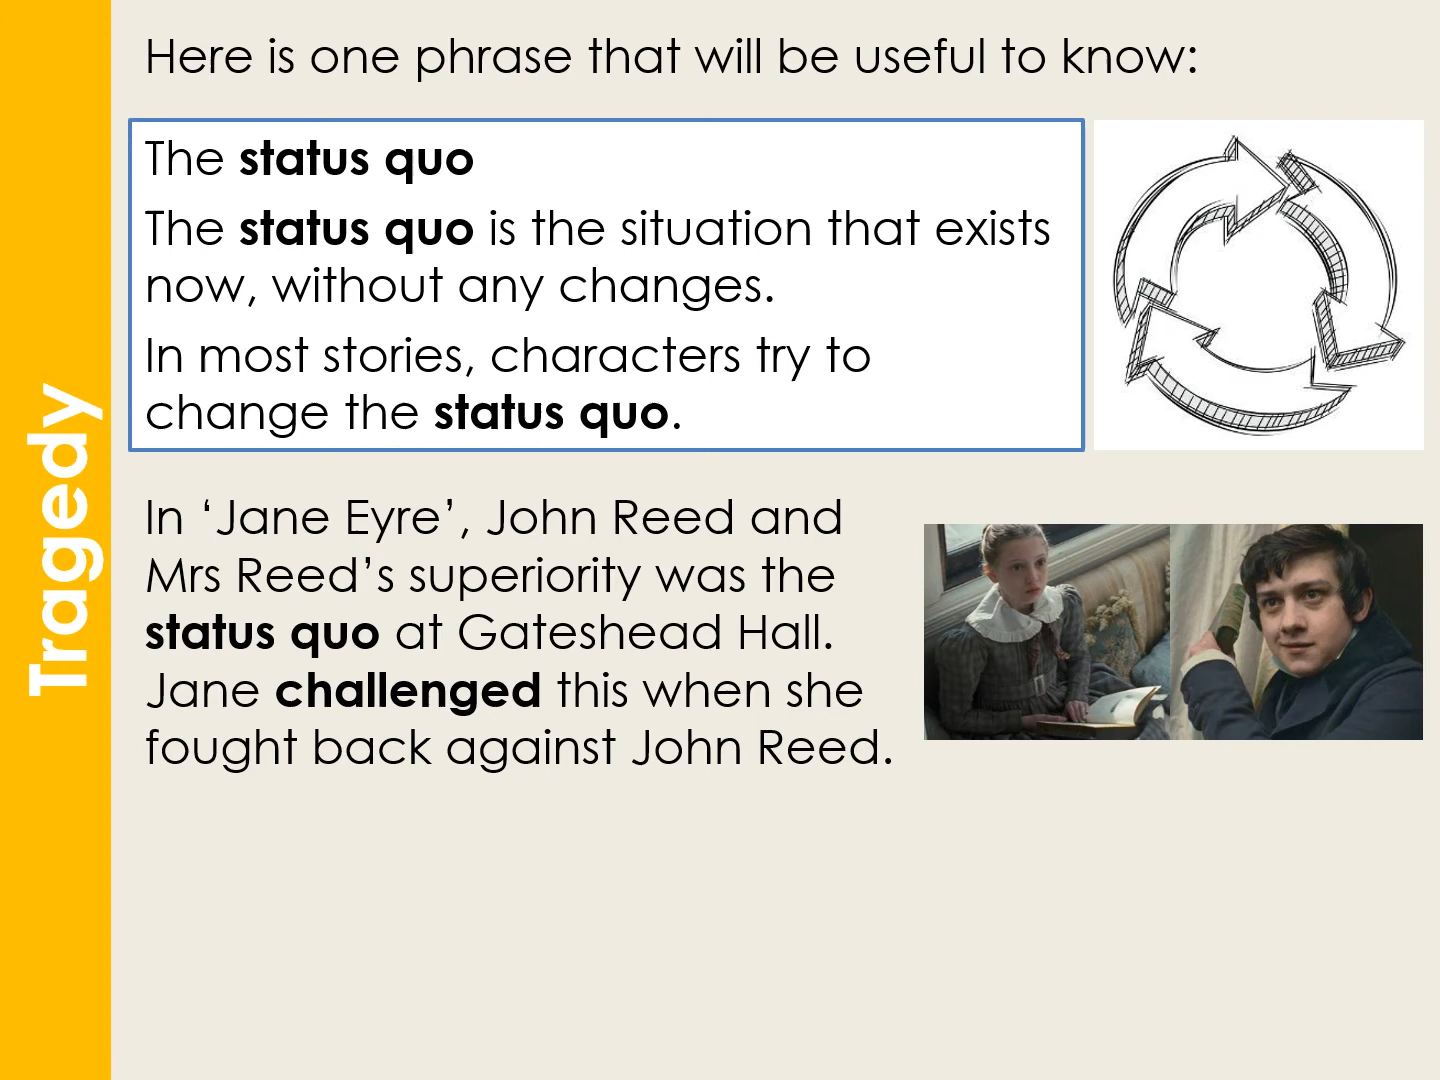 Tragedy
Here is one phrase that will be useful to know:
The status quo
The status quo is the situation that exists
now, without any changes.
In most stories, characters try to
change the status quo.
In ‘Jane Eyre’, John Reed and
Mrs Reed’s superiority was the
status quo at Gateshead Hall.
Jane challenged this when she
fought back against John Reed.